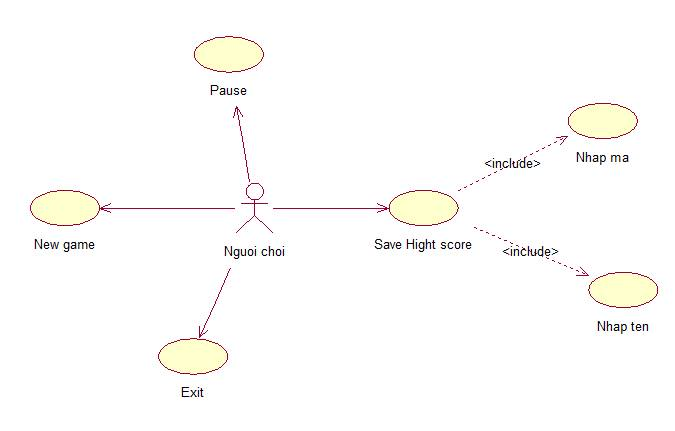 Pause
<include>
Nhap ma
New game
Nguoi choi
Save Hight score
<include>
Nhap ten
Exit